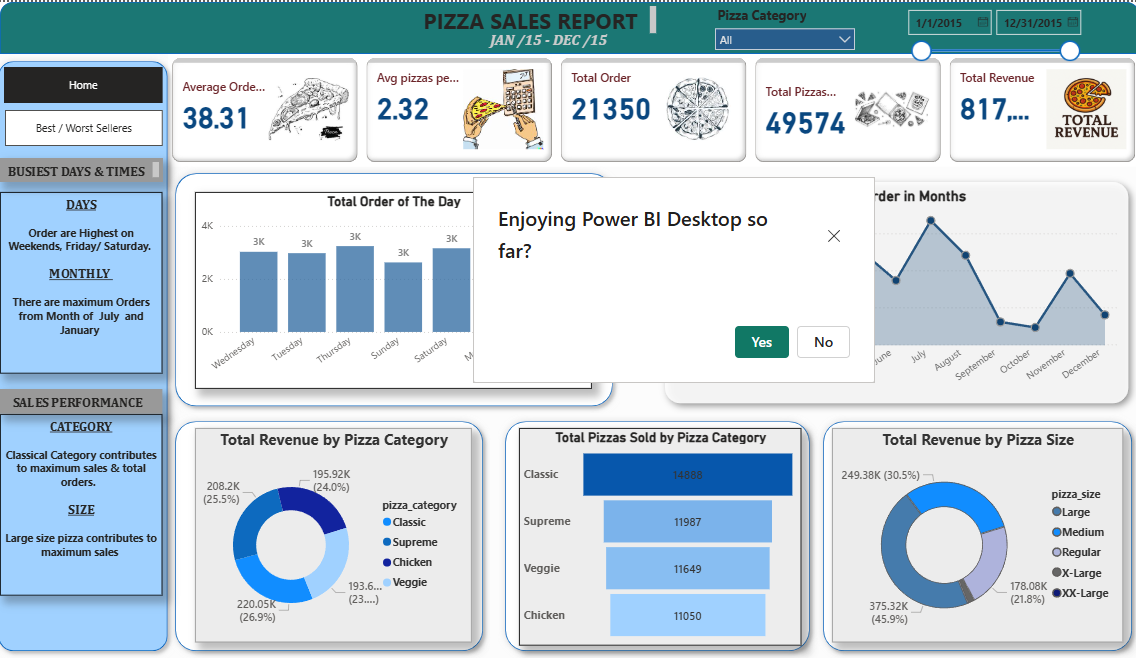 PIZZA SALES REPORT
JAN /15 - DEC /15
Pizza Category
All
1/1/2015
12/31/2015
Home
Best / Worst Selleres
BUSIEST DAYS & TIMES
DAYS
Order are Highest on
Weekends, Friday/ Saturday.
MONTHLY
There are maximum Orders
from Month of July and
January
SALES PERFORMANCE
CATEGORY
Classical Category contributes
to maximum sales & total
orders.
SIZE
Large size pizza contributes to
maximum sales
Average Orde...
38.31
Avg pizzas pe...
2.32
Total Order
21350
Total Pizzas...
49574
Total Revenue
817,...
TOTAL
REVENUE
Total Order of The Day
4K
2K
0K
3K
3K
3K
3K
3K
Wednesday
Tuesday
Thursday
Sunday
Saturday
M
Enjoying Power BI Desktop so
far?
Yes
No
rder in Months
June
July
August
September
October
November
December
Total Revenue by Pizza Category
208.2K
(25.5%)
195.92K
(24.0%)
193.6...
(23....)
220.05K
(26.9%)
pizza_category
Classic
Supreme
Chicken
Veggie
Total Pizzas Sold by Pizza Category
Classic
14888
Supreme
11987
Veggie
11649
Chicken
11050
Total Revenue by Pizza Size
249.38K (30.5%)
178.08K
(21.8%)
375.32K
(45.9%)
pizza_size
Large
Medium
Regular
X-Large
XX-Large